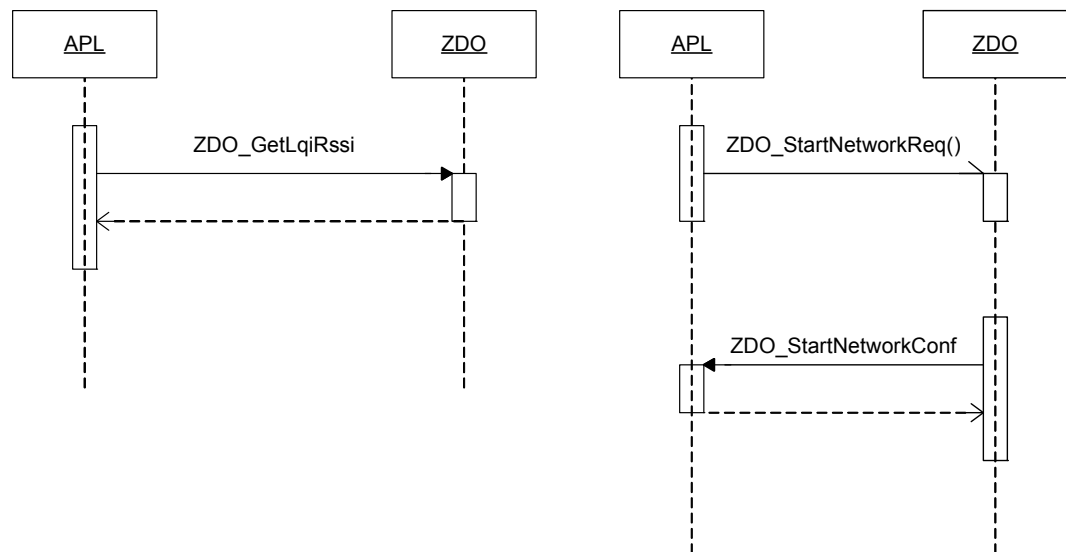 APL
ZDO
ZDO_GetLqiRssi
APL
ZDO
ZDO_StartNetworkReq()
ZDO_StartNetworkConf